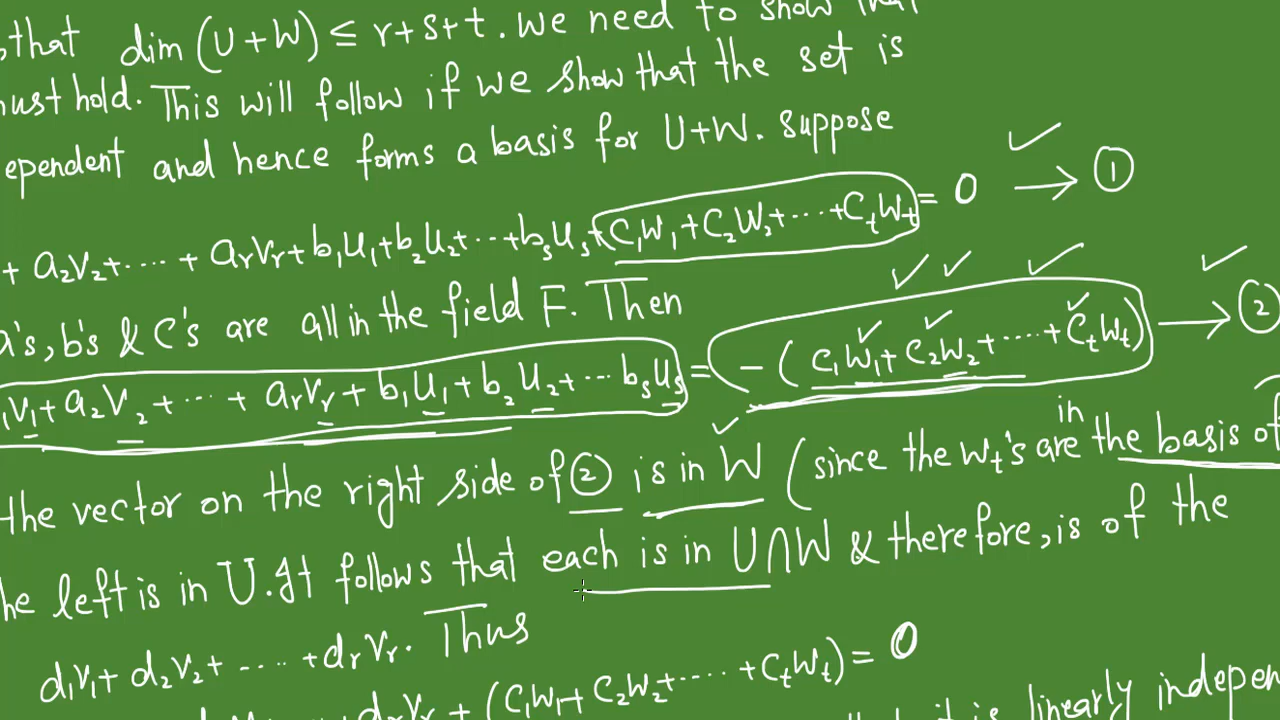 that dim (U+W) ≤ r+s+t. We need to show that
must hold. This will follow if we show that the set is
ependent and hence forms a basis for U+W. Suppose
+ a₂v₂+.... + aᵣvᵣ+b₁u₁+b₂u₂+...+bₛuₛ+c₁w₁+c₂w₂+....+cₜwₜ = 0 → ①
a's, b's & c's are all in the field F. Then
v₁+a₂v₂+...+aᵣvᵣ+b₁u₁+b₂u₂+...bₛuₛ = -(c₁w₁+c₂w₂+....+cₜwₜ) → ②
the vector on the right side of ② is in W (since the wₜ's are in the basis of
he left is in U. It follows that each is in U∩W & therefore, is of the
d₁v₁+d₂v₂+.....+dᵣvᵣ. Thus
dᵣvᵣ + (c₁w₁+c₂w₂+.....+cₜwₜ) = 0
it is linearly indepen